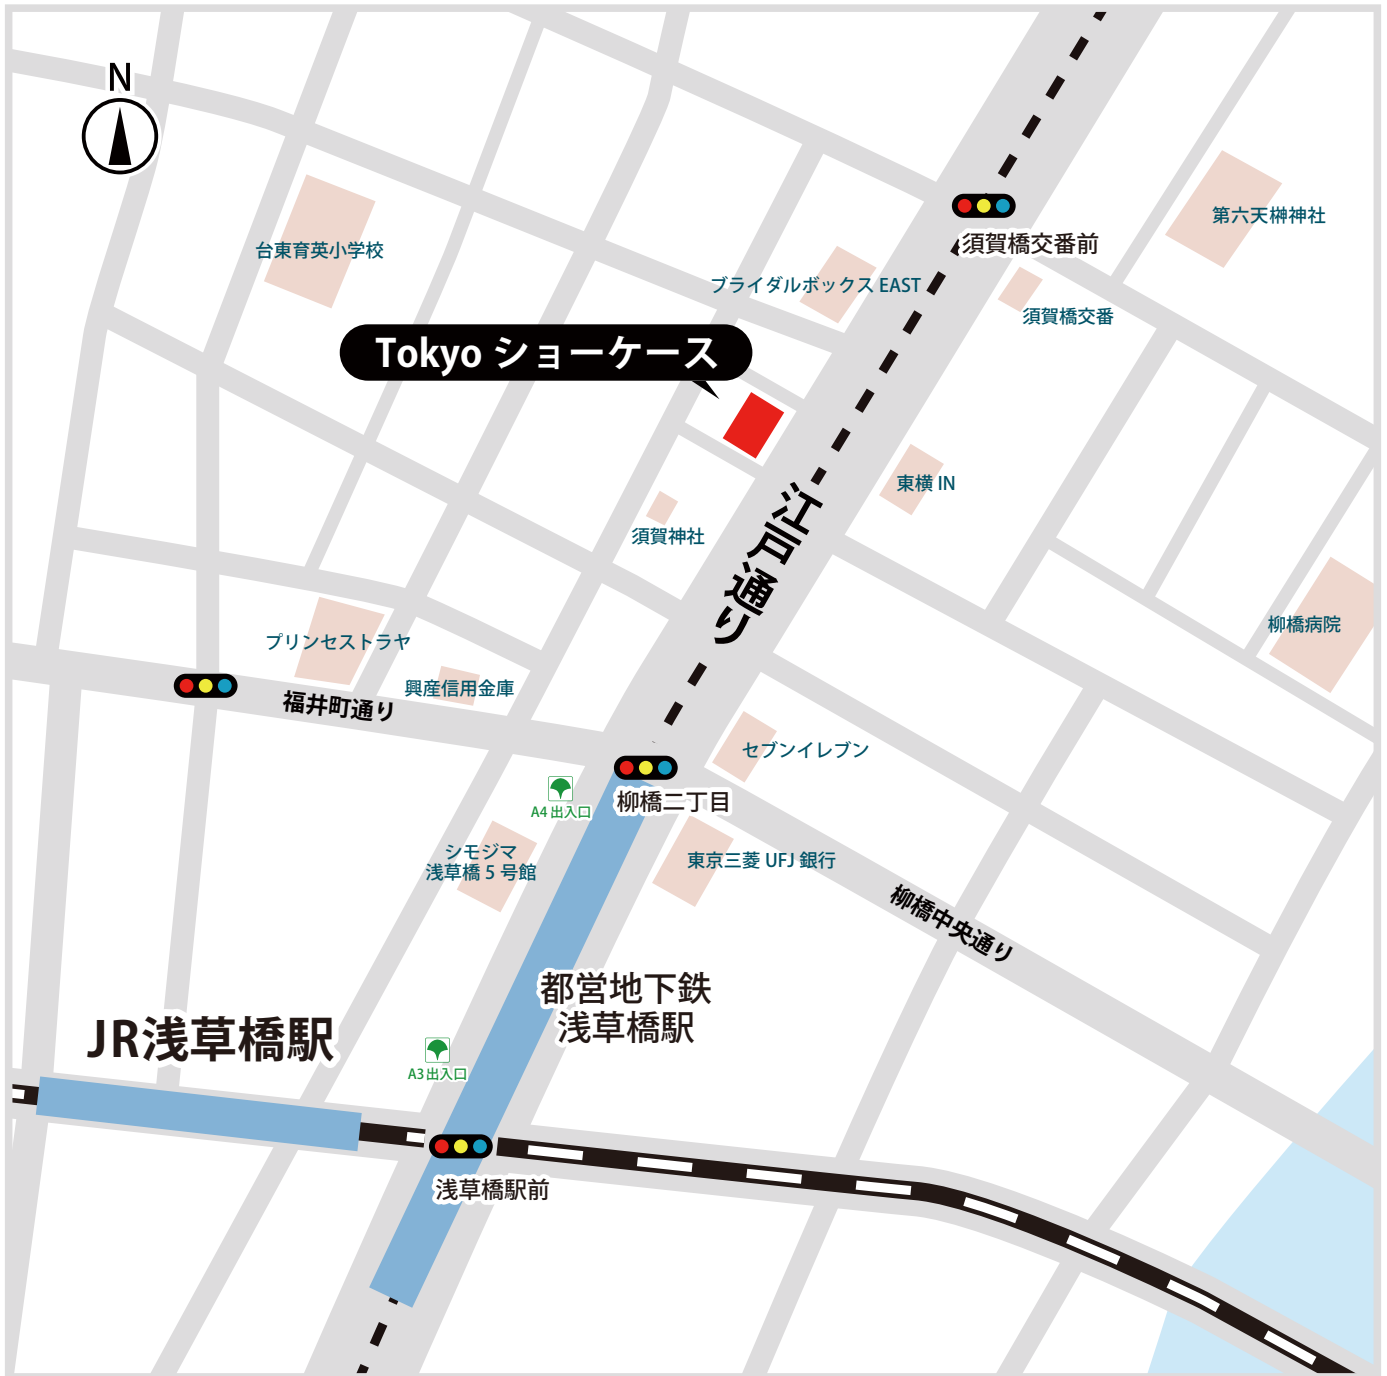 N
台東育英小学校
ブライダルボックス EAST
須賀橋交番前
第六天榊神社
須賀橋交番
Tokyo ショーケース
東横 IN
須賀神社
江戸通り
プリンセストラヤ
興産信用金庫
福井町通り
柳橋病院
セブンイレブン
柳橋二丁目
A4 出入口
シモジマ
浅草橋 5 号館
東京三菱 UFJ 銀行
柳橋中央通り
都営地下鉄
浅草橋駅
JR浅草橋駅
A3 出入口
浅草橋駅前